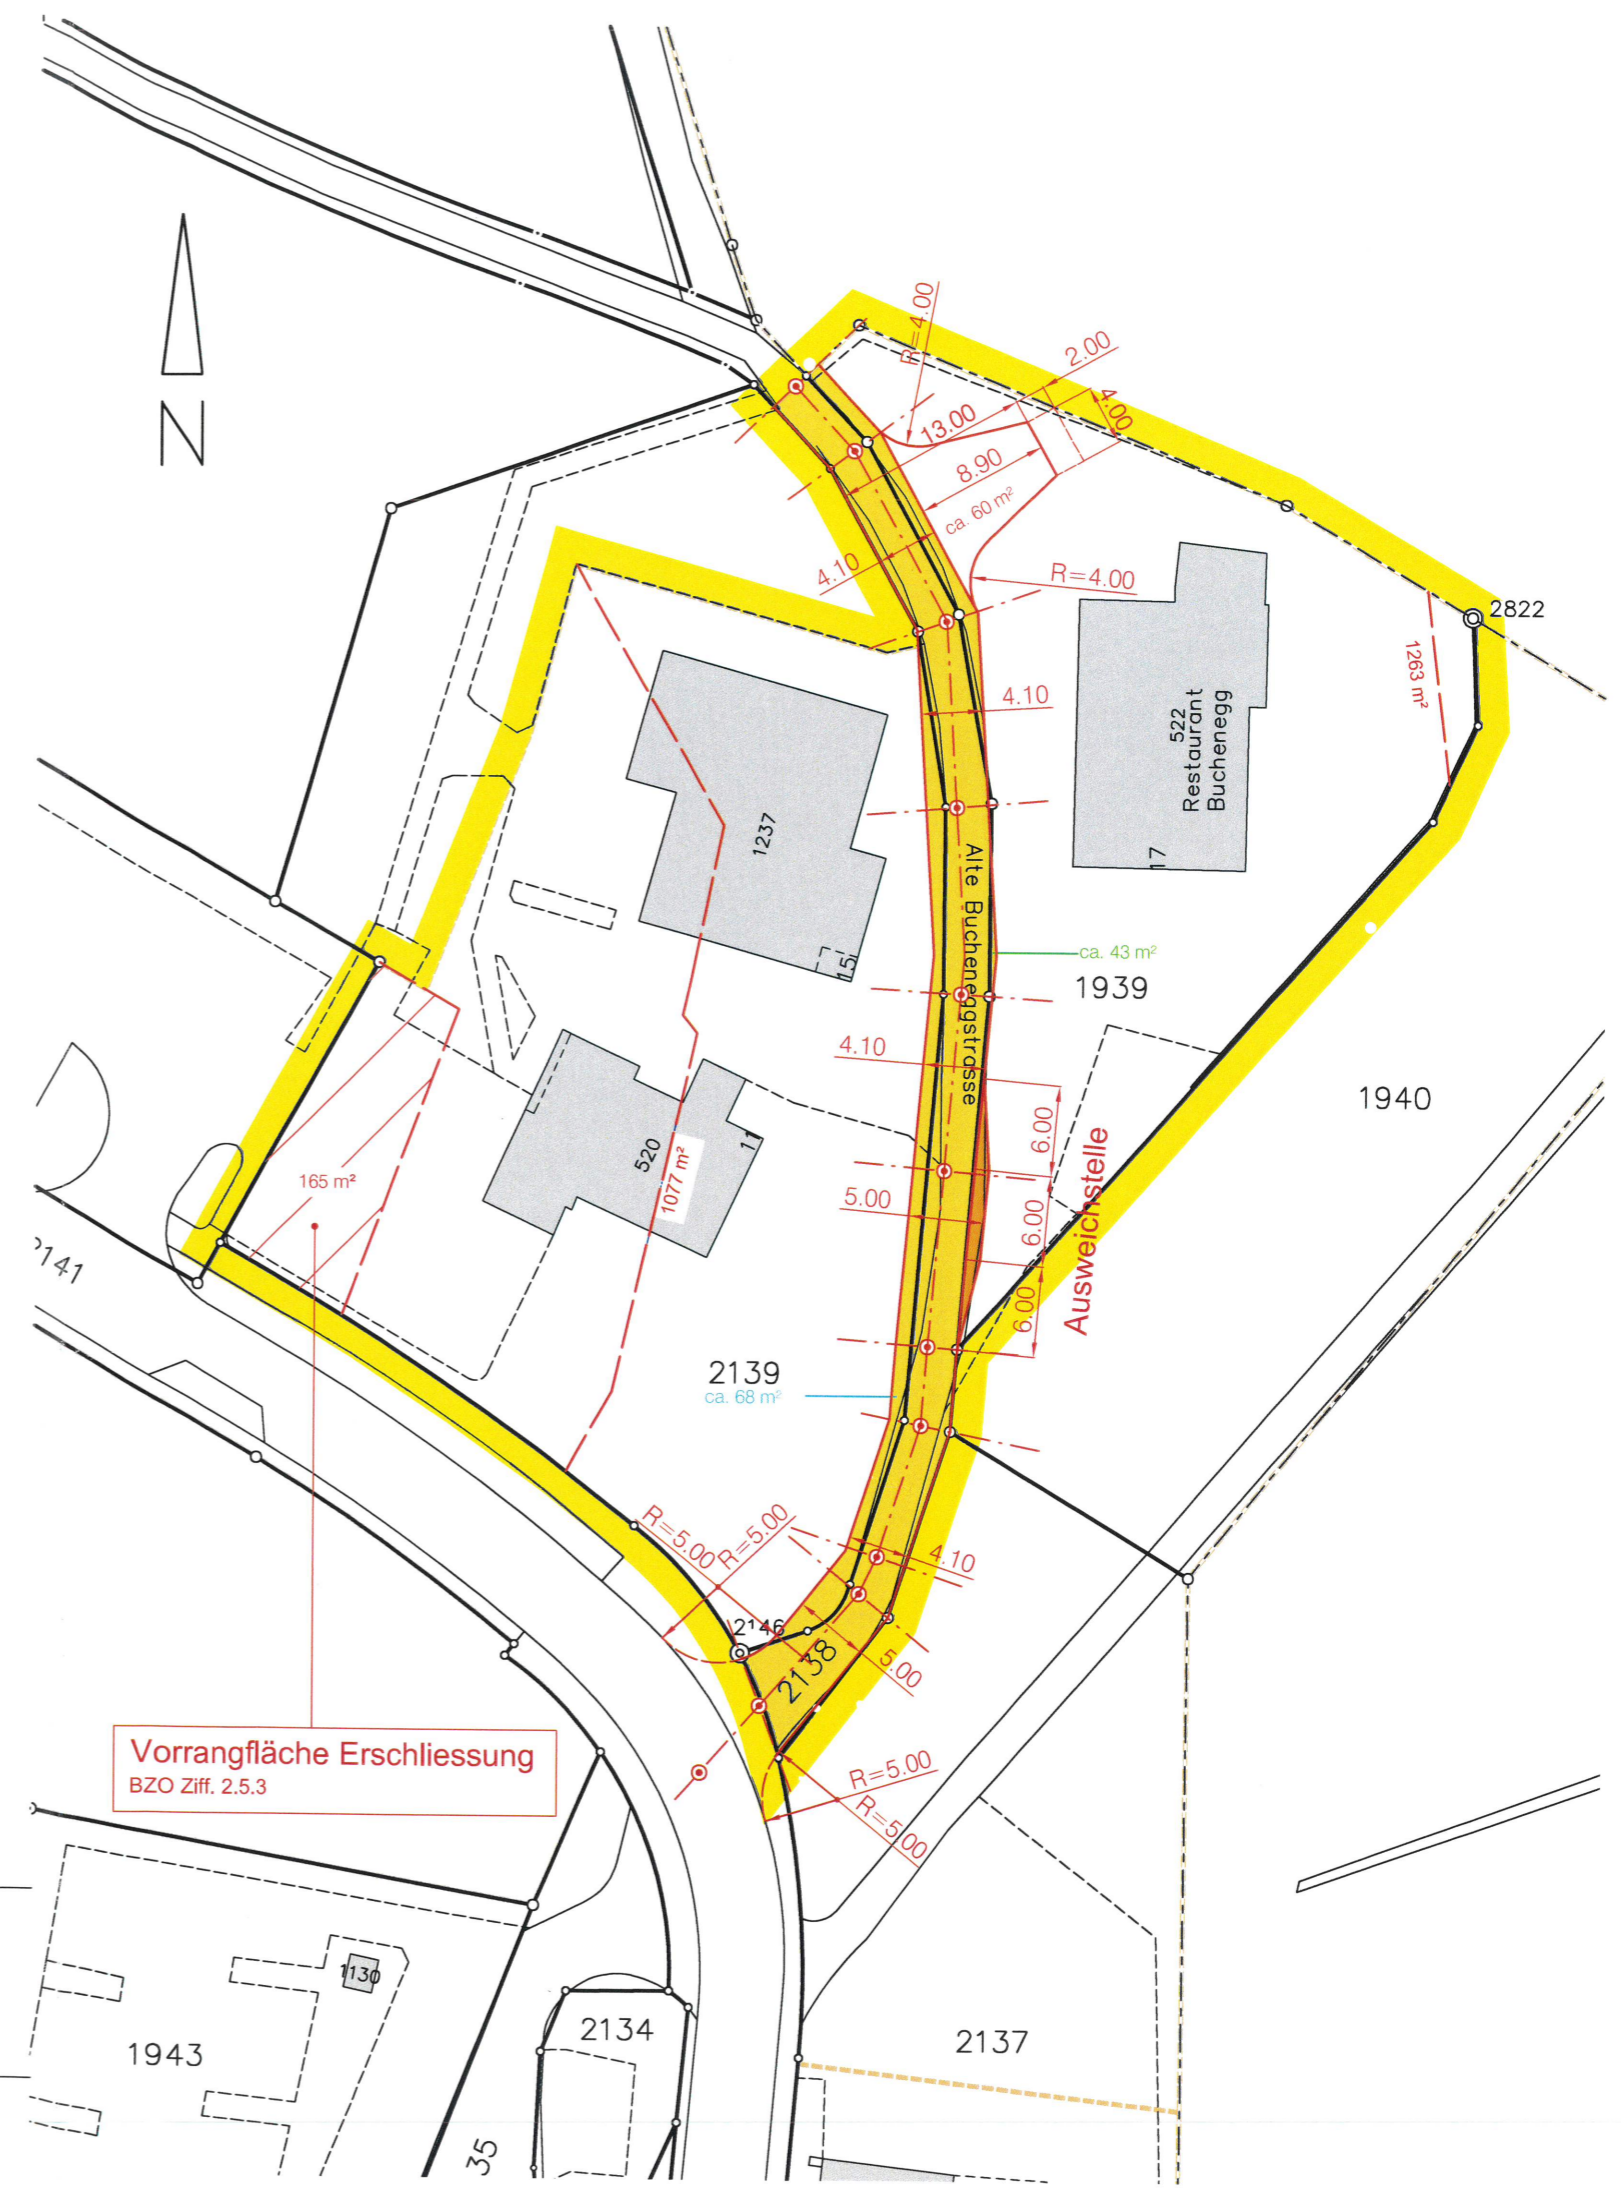 N
R=4.00
2.00
4.00
13.00
8.90
ca. 60 m²
4.10
R=4.00
2822
1263 m²
4.10
522
Restaurant
Buchenegg
17
1237
15
Alte Bucheneggstrasse
ca. 43 m²
1939
4.10
1940
6.00
520
11
1077 m²
165 m²
5.00
6.00
Ausweichstelle
6.00
2141
2139
ca. 68 m²
R=5.00
R=5.00
4.10
2146
2138
5.00
Vorrangfläche Erschliessung
BZO Ziff. 2.5.3
R=5.00
R=5.00
1130
1943
2134
2137
35